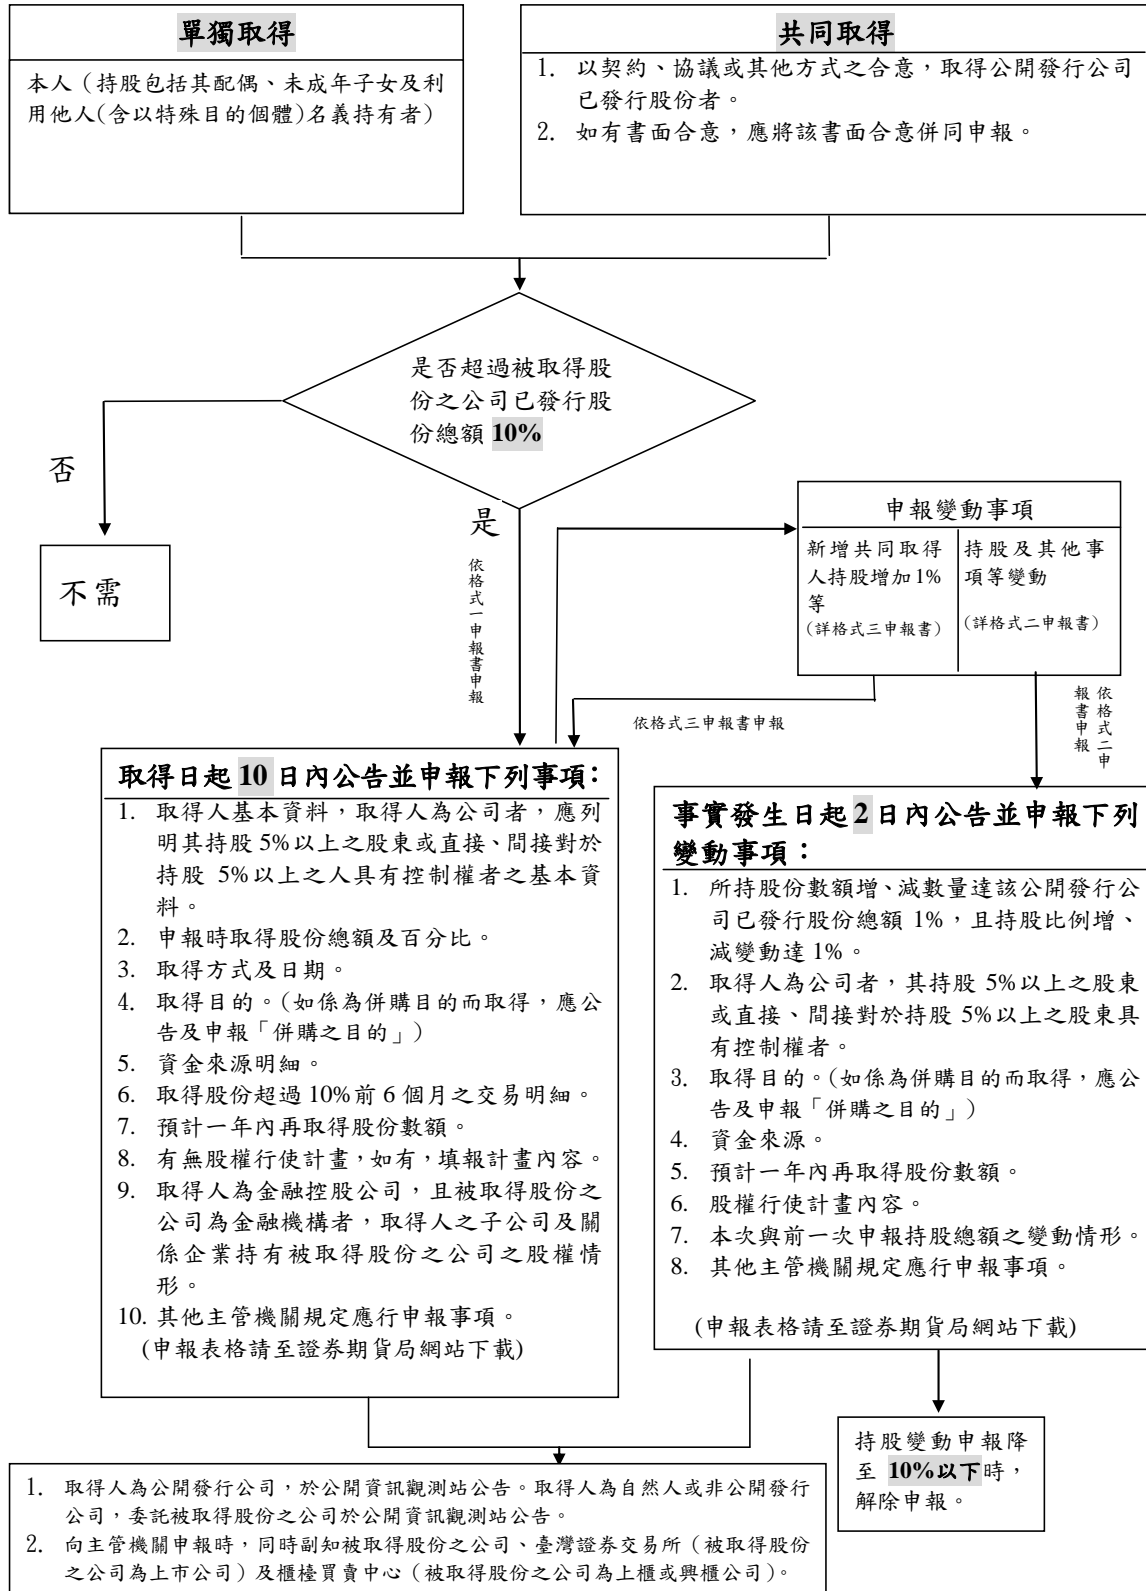 單獨取得
本人（持股包括其配偶、未成年子女及利
用他人(含以特殊目的個體)名義持有者）
共同取得
1. 以契約、協議或其他方式之合意，取得公開發行公司
已發行股份者。
2. 如有書面合意，應將該書面合意併同申報。
是否超過被取得股
份之公司已發行股
份總額 10%
否
不需
是
依格式一申報書申報
申報變動事項
新增共同取得
人持股增加1%
等
(詳格式三申報書)
持股及其他事
項等變動
(詳格式二申報書)
依格式三申報書申報
依格式二申
報書申報
取得日起 10 日內公告並申報下列事項：
1. 取得人基本資料，取得人為公司者，應列
明其持股 5%以上之股東或直接、間接對於
持股 5%以上之人具有控制權者之基本資
料。
2. 申報時取得股份總額及百分比。
3. 取得方式及日期。
4. 取得目的。(如係為併購目的而取得，應公
告及申報「併購之目的」)
5. 資金來源明細。
6. 取得股份超過 10%前 6 個月之交易明細。
7. 預計一年內再取得股份數額。
8. 有無股權行使計畫，如有，填報計畫內容。
9. 取得人為金融控股公司，且被取得股份之
公司為金融機構者，取得人之子公司及關
係企業持有被取得股份之公司之股權情
形。
10. 其他主管機關規定應行申報事項。
(申報表格請至證券期貨局網站下載)
事實發生日起 2 日內公告並申報下列
變動事項：
1. 所持股份數額增、減數量達該公開發行公
司已發行股份總額 1%，且持股比例增、
減變動達 1%。
2. 取得人為公司者，其持股 5%以上之股東
或直接、間接對於持股 5%以上之股東具
有控制權者。
3. 取得目的。(如係為併購目的而取得，應公
告及申報「併購之目的」)
4. 資金來源。
5. 預計一年內再取得股份數額。
6. 股權行使計畫內容。
7. 本次與前一次申報持股總額之變動情形。
8. 其他主管機關規定應行申報事項。
(申報表格請至證券期貨局網站下載)
持股變動申報降
至 10%以下時，
解除申報。
1. 取得人為公開發行公司，於公開資訊觀測站公告。取得人為自然人或非公開發行
公司，委託被取得股份之公司於公開資訊觀測站公告。
2. 向主管機關申報時，同時副知被取得股份之公司、臺灣證券交易所（被取得股份
之公司為上市公司）及櫃檯買賣中心（被取得股份之公司為上櫃或興櫃公司）。